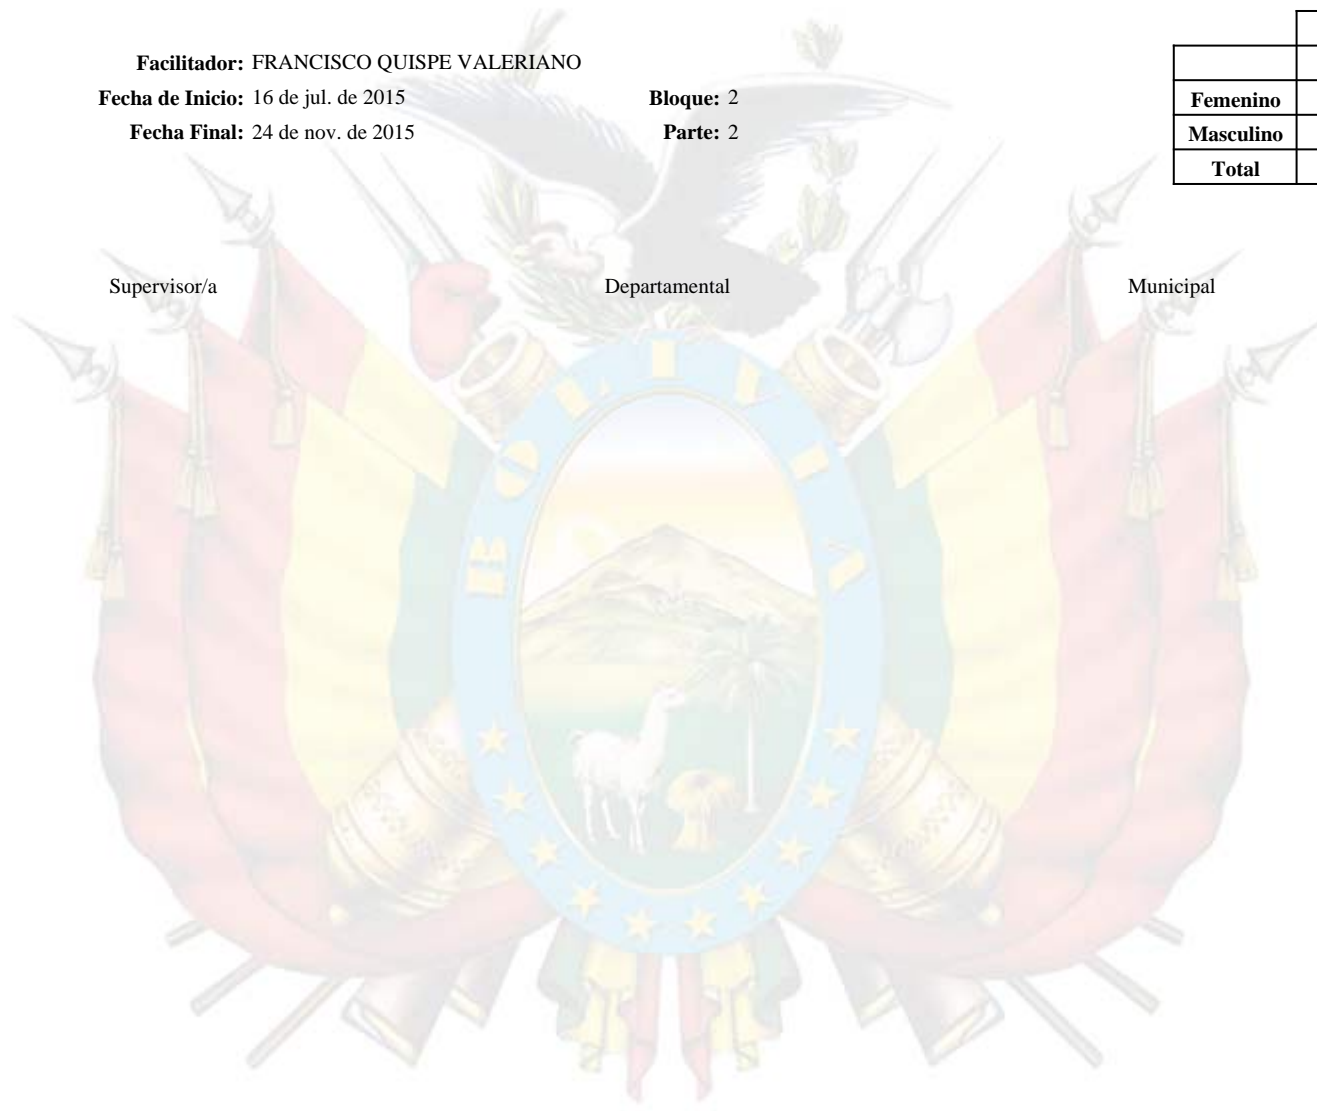 Facilitador: FRANCISCO QUISPE VALERIANO
Fecha de Inicio: 16 de jul. de 2015 Bloque: 2
Fecha Final: 24 de nov. de 2015 Parte: 2
Femenino
Masculino
Total
Supervisor/a Departamental Municipal
BOLIVIA